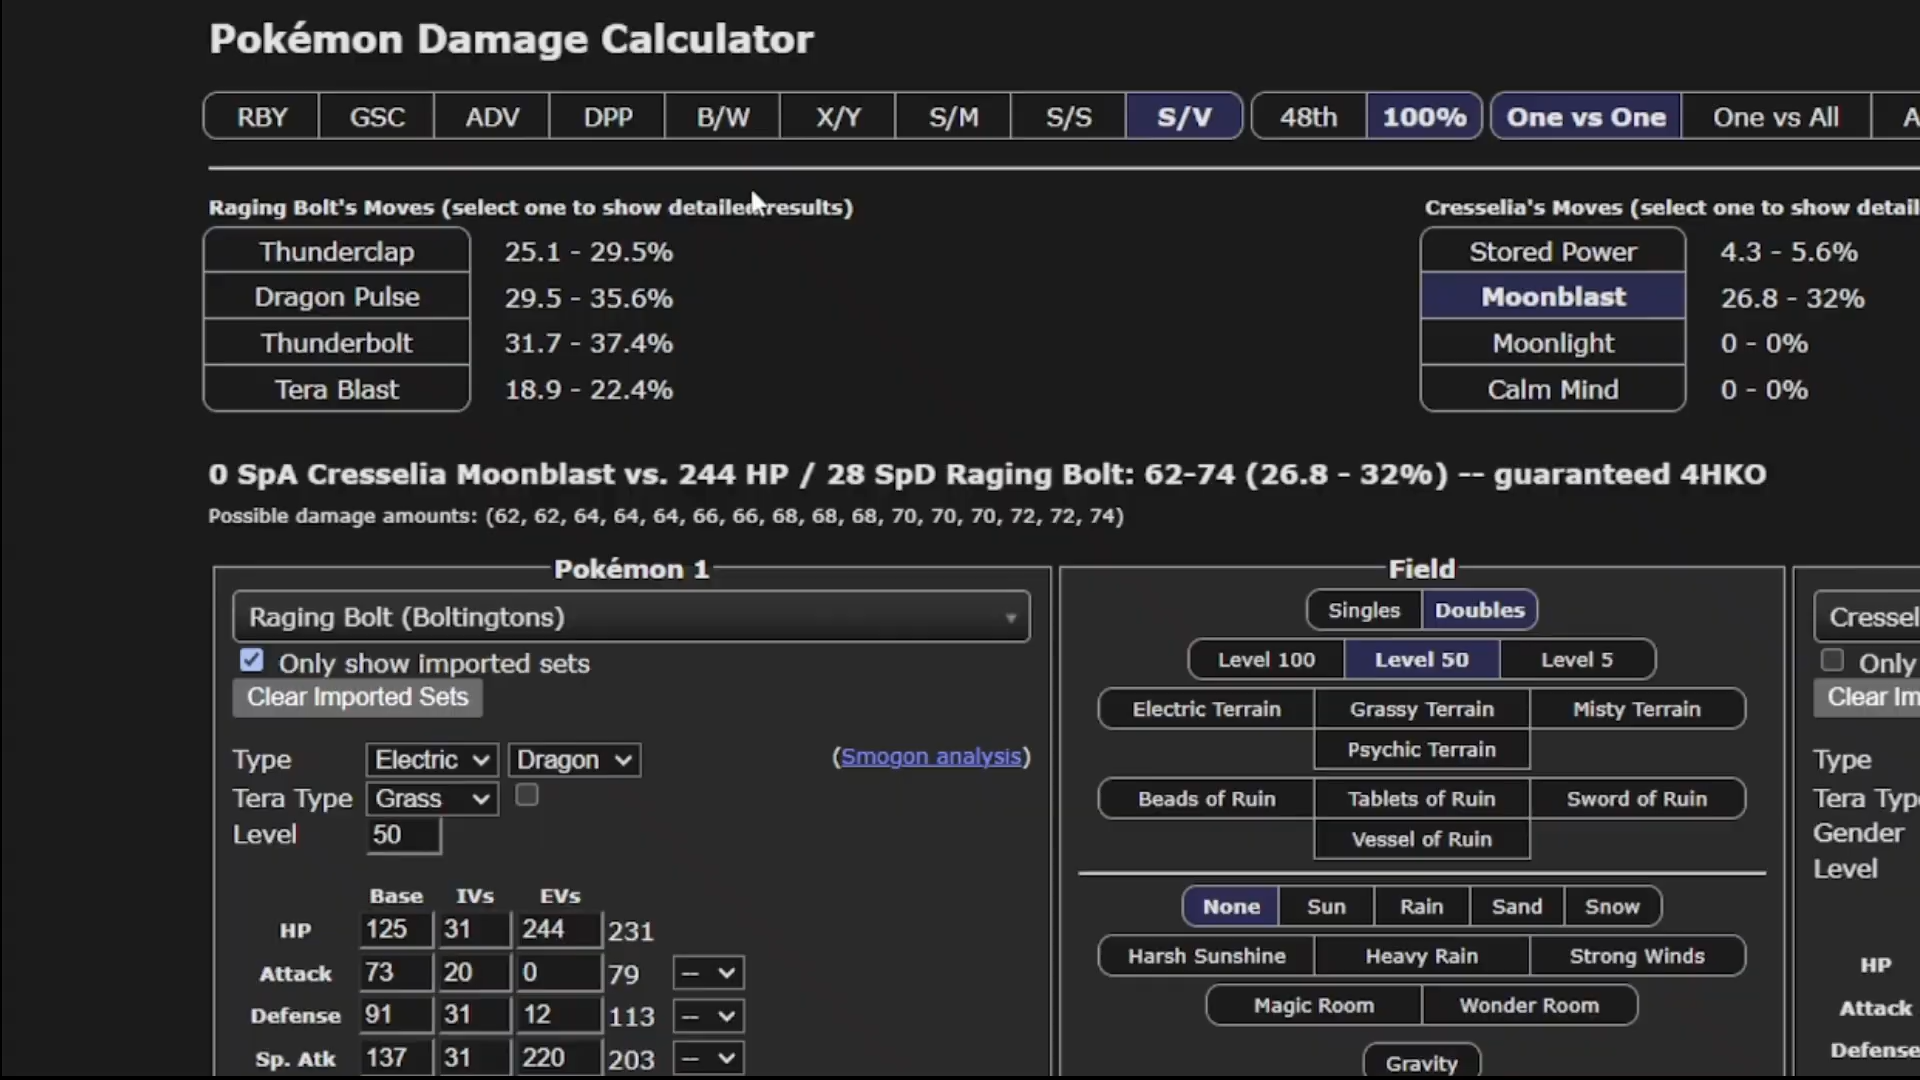 Pokémon Damage Calculator
RBY GSC ADV DPP B/W X/Y S/M S/S S/V 48th 100% One vs One One vs All A
Raging Bolt's Moves (select one to show detailed results)
Thunderclap 25.1 - 29.5%
Dragon Pulse 29.5 - 35.6%
Thunderbolt 31.7 - 37.4%
Tera Blast 18.9 - 22.4%
Cresselia's Moves (select one to show detail
Stored Power 4.3 - 5.6%
Moonblast 26.8 - 32%
Moonlight 0 - 0%
Calm Mind 0 - 0%
0 SpA Cresselia Moonblast vs. 244 HP / 28 SpD Raging Bolt: 62-74 (26.8 - 32%) -- guaranteed 4HKO
Possible damage amounts: (62, 62, 64, 64, 64, 66, 66, 68, 68, 68, 70, 70, 70, 72, 72, 74)
Pokémon 1
Raging Bolt (Boltingtons)
Only show imported sets
Clear Imported Sets
Type Electric Dragon (Smogon analysis)
Tera Type Grass
Level 50
Base IVs EVs
HP 125 31 244 231
Attack 73 20 0 79 --
Defense 91 31 12 113 --
Sp. Atk 137 31 220 203 --
Field
Singles Doubles
Level 100 Level 50 Level 5
Electric Terrain Grassy Terrain Misty Terrain
Psychic Terrain
Beads of Ruin Tablets of Ruin Sword of Ruin
Vessel of Ruin
None Sun Rain Sand Snow
Harsh Sunshine Heavy Rain Strong Winds
Magic Room Wonder Room
Gravity
Cressel
Only
Clear Im
Type
Tera Typ
Gender
Level
HP
Attack
Defense